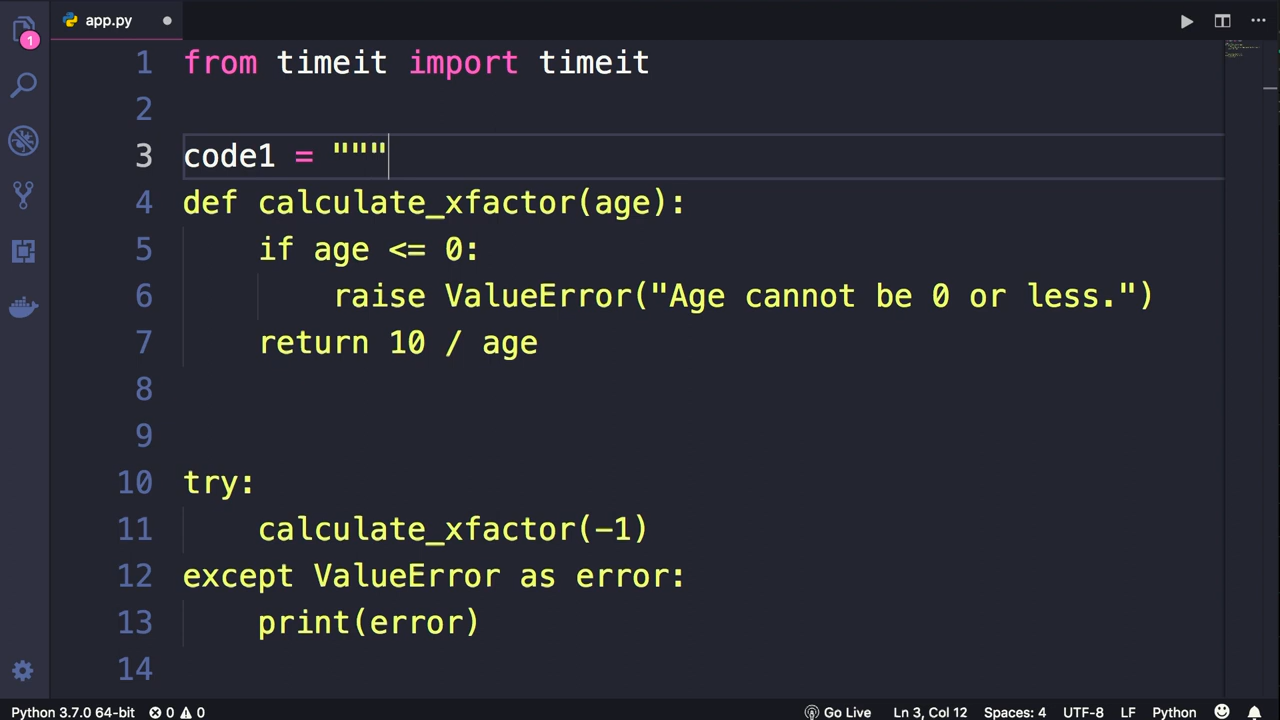 app.py
1
1 from timeit import timeit
2
3 code1 = """
4 def calculate_xfactor(age):
5     if age <= 0:
6         raise ValueError("Age cannot be 0 or less.")
7     return 10 / age
8
9
10 try:
11     calculate_xfactor(-1)
12 except ValueError as error:
13     print(error)
14
Python 3.7.0 64-bit 0 0 Go Live Ln 3, Col 12 Spaces: 4 UTF-8 LF Python